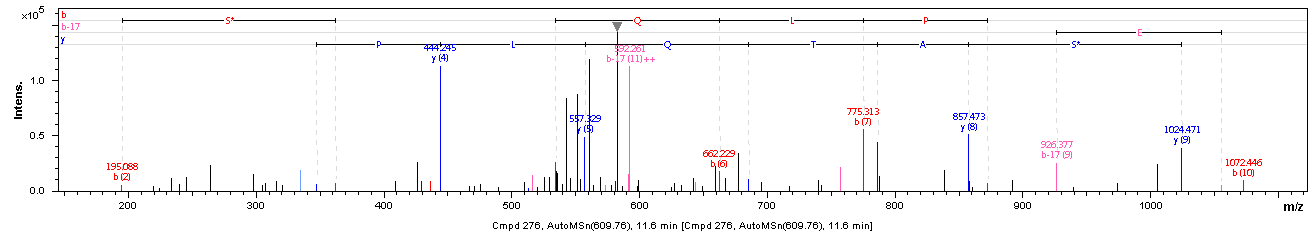 x10⁵
b
b-17
y
Intens.
1.0
0.5
0.0
S* Q L P
E
P L Q T A S*
444.245
y (4)
592.261
b-17 (11) ++
775.313
b (7)
857.473
y (8)
557.329
y (5)
1024.471
y (9)
926.377
b-17 (9)
662.229
b (6)
195.088
b (2)
1072.446
b (10)
200 300 400 500 600 700 800 900 1000 m/z
Cmpd 276, AutoMSn(609.76), 11.6 min [Cmpd 276, AutoMSn(609.76), 11.6 min]